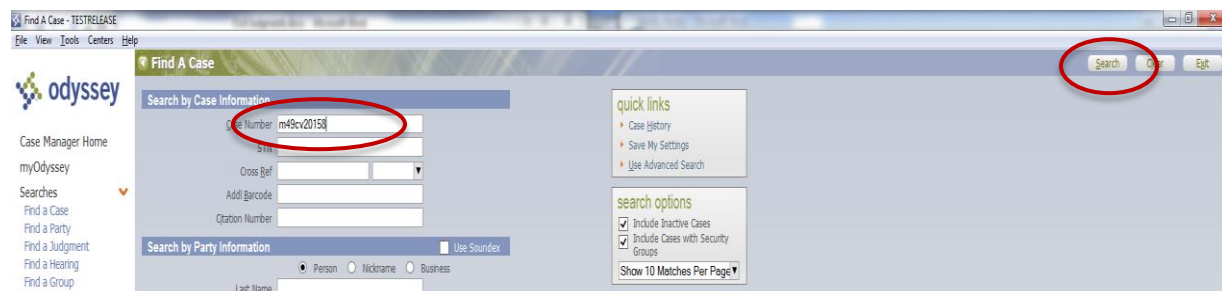 Find A Case - TESTRELEASE
File View Tools Centers Help
odyssey
Case Manager Home
myOdyssey
Searches
Find a Case
Find a Party
Find a Judgment
Find a Hearing
Find a Group
Find A Case
Search
Exit
Search by Case Information
Case Number m49cv20158
Cross Ref
Addl Barcode
Citation Number
Search by Party Information
Use Soundex
Person Nickname Business
Last Name
quick links
Case History
Save My Settings
Use Advanced Search
search options
Include Inactive Cases
Include Cases with Security
Groups
Show 10 Matches Per Page